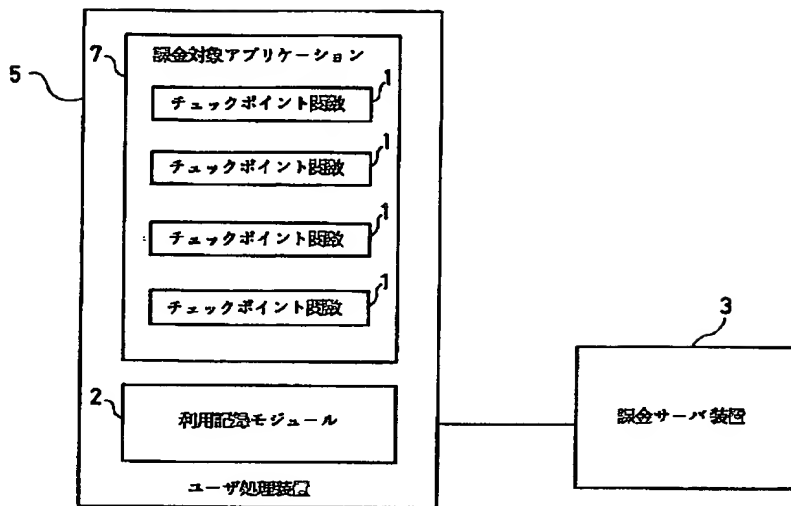 7
課金対象アプリケーション
5
チェックポイント関数
1
チェックポイント関数
1
チェックポイント関数
1
チェックポイント関数
1
3
2
利用記録モジュール
課金サーバ装置
ユーザ処理装置